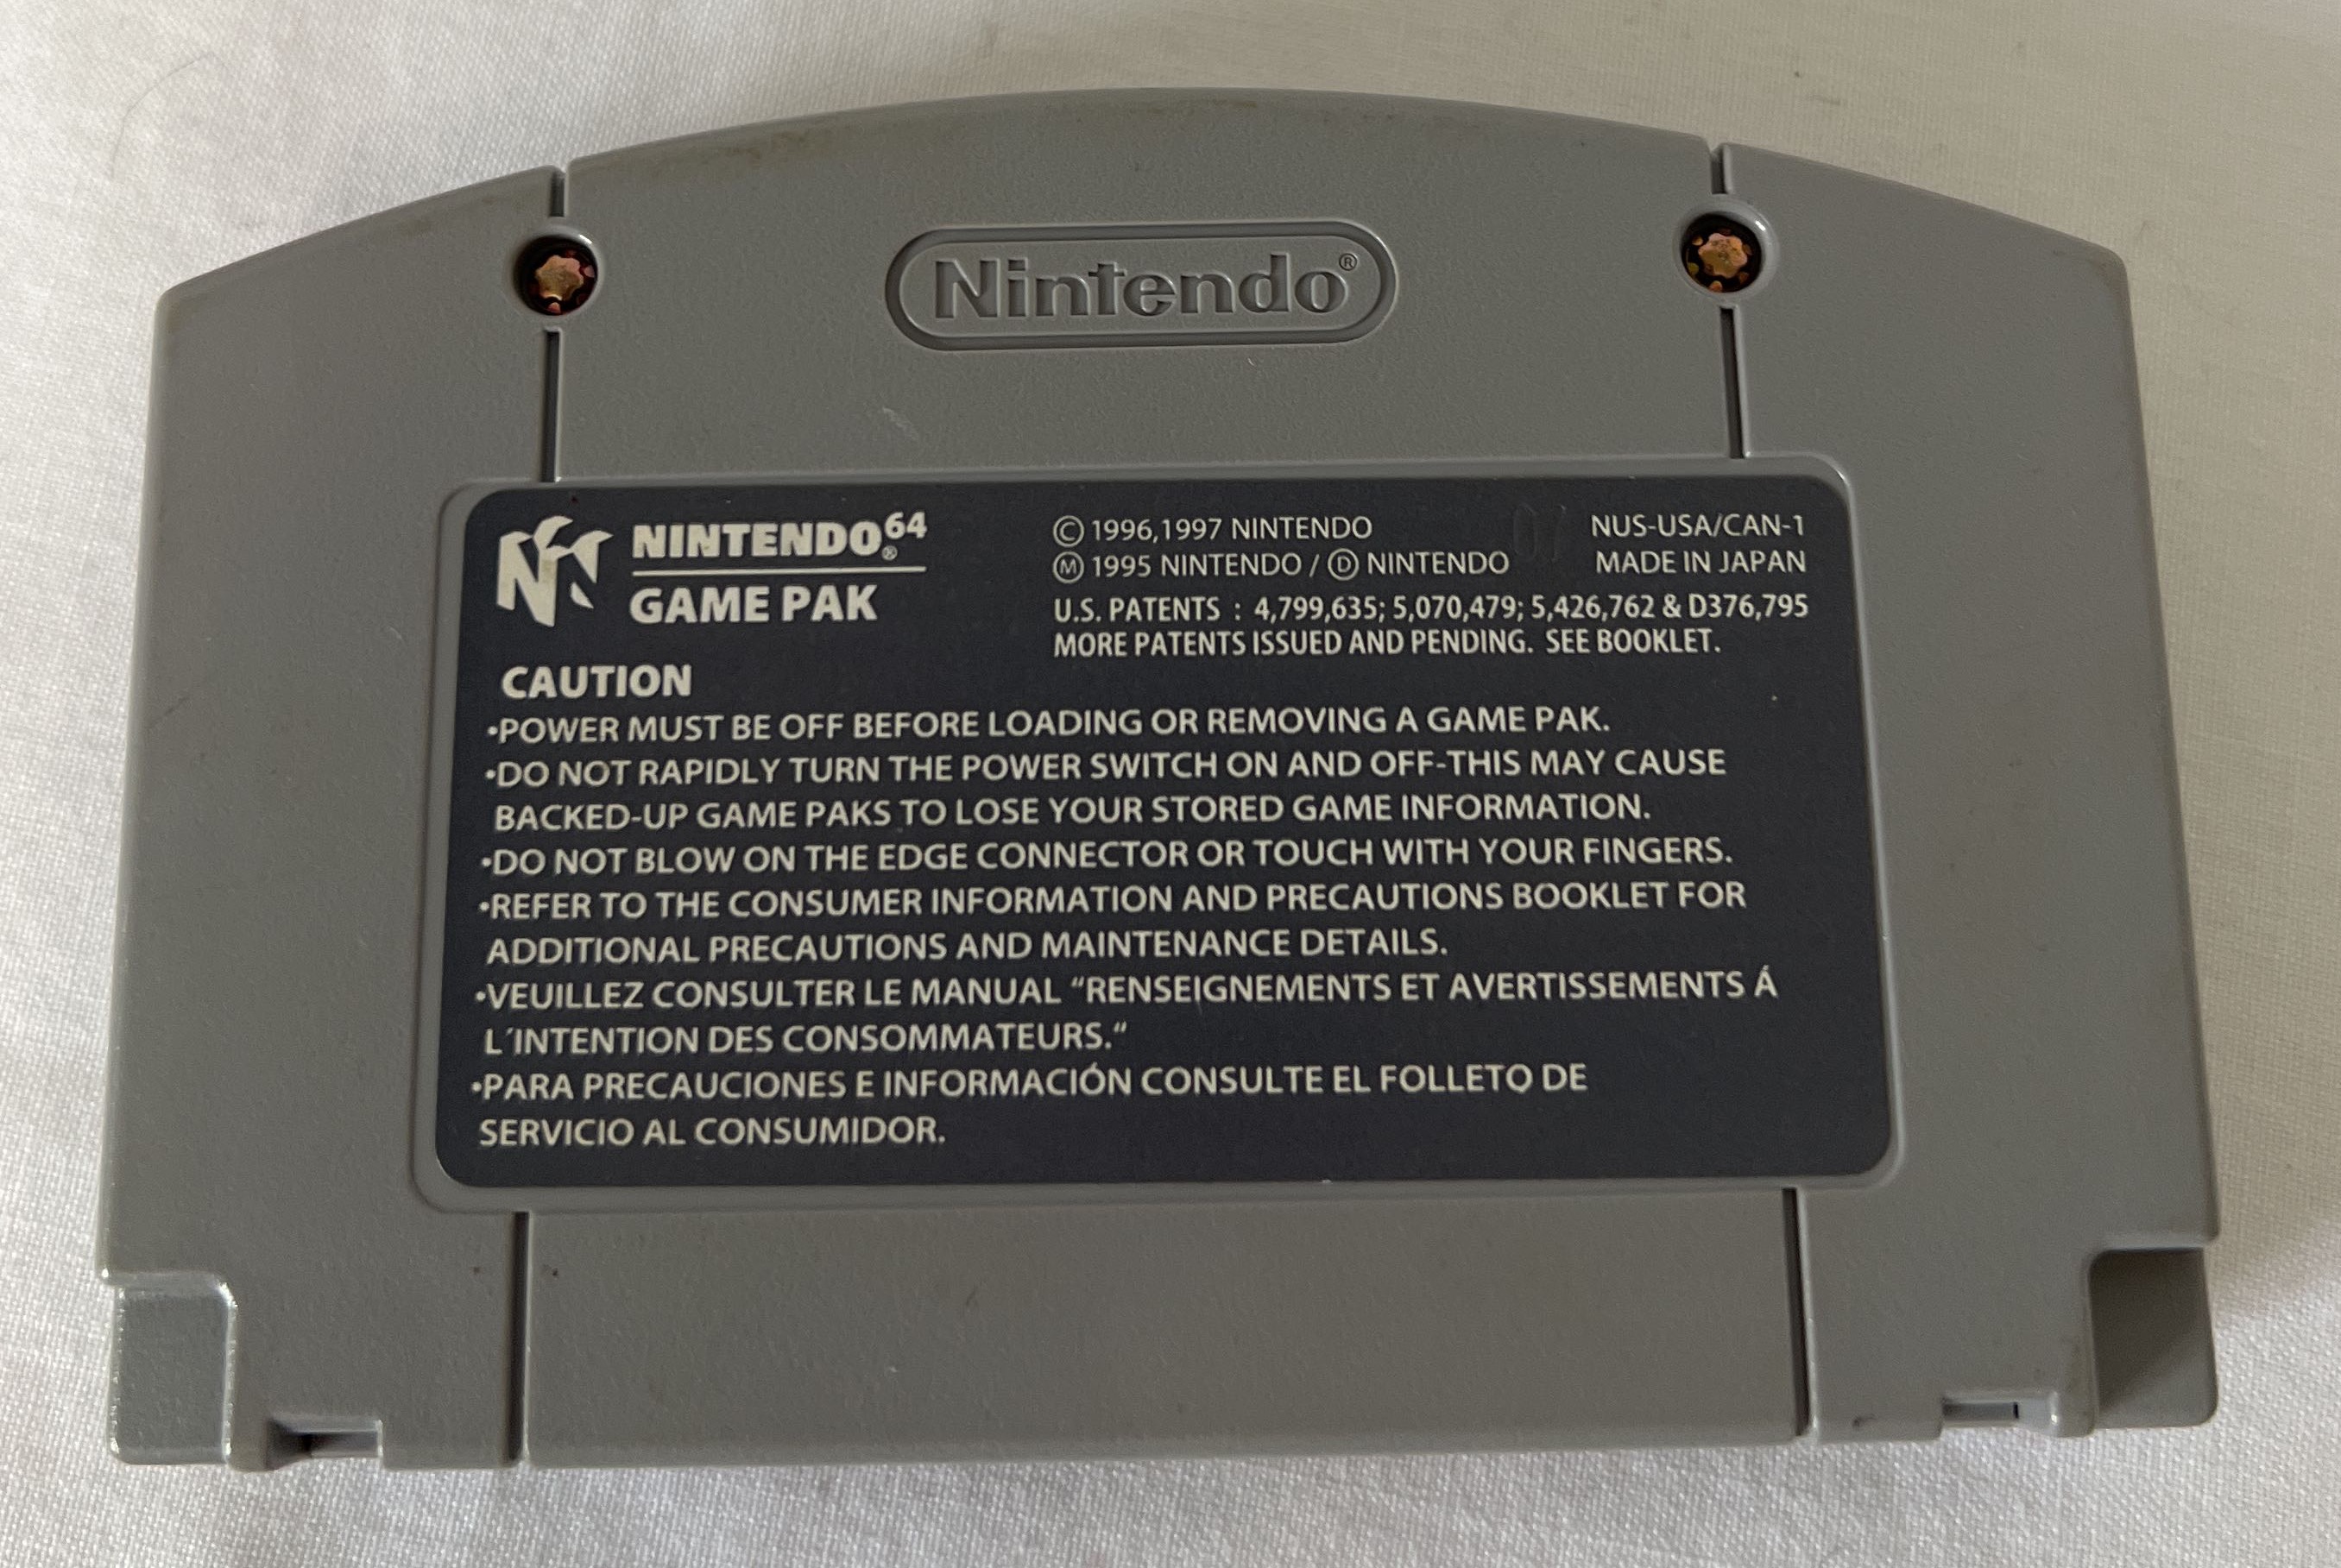 Nintendo®
NINTENDO64®
GAME PAK
© 1996,1997 NINTENDO
Ⓜ 1995 NINTENDO / Ⓓ NINTENDO
07
NUS-USA/CAN-1
MADE IN JAPAN
U.S. PATENTS : 4,799,635; 5,070,479; 5,426,762 & D376,795
MORE PATENTS ISSUED AND PENDING. SEE BOOKLET.
CAUTION
•POWER MUST BE OFF BEFORE LOADING OR REMOVING A GAME PAK.
•DO NOT RAPIDLY TURN THE POWER SWITCH ON AND OFF-THIS MAY CAUSE
BACKED-UP GAME PAKS TO LOSE YOUR STORED GAME INFORMATION.
•DO NOT BLOW ON THE EDGE CONNECTOR OR TOUCH WITH YOUR FINGERS.
•REFER TO THE CONSUMER INFORMATION AND PRECAUTIONS BOOKLET FOR
ADDITIONAL PRECAUTIONS AND MAINTENANCE DETAILS.
•VEUILLEZ CONSULTER LE MANUAL “RENSEIGNEMENTS ET AVERTISSEMENTS Á
L´INTENTION DES CONSOMMATEURS.“
•PARA PRECAUCIONES E INFORMACIÓN CONSULTE EL FOLLETO DE
SERVICIO AL CONSUMIDOR.